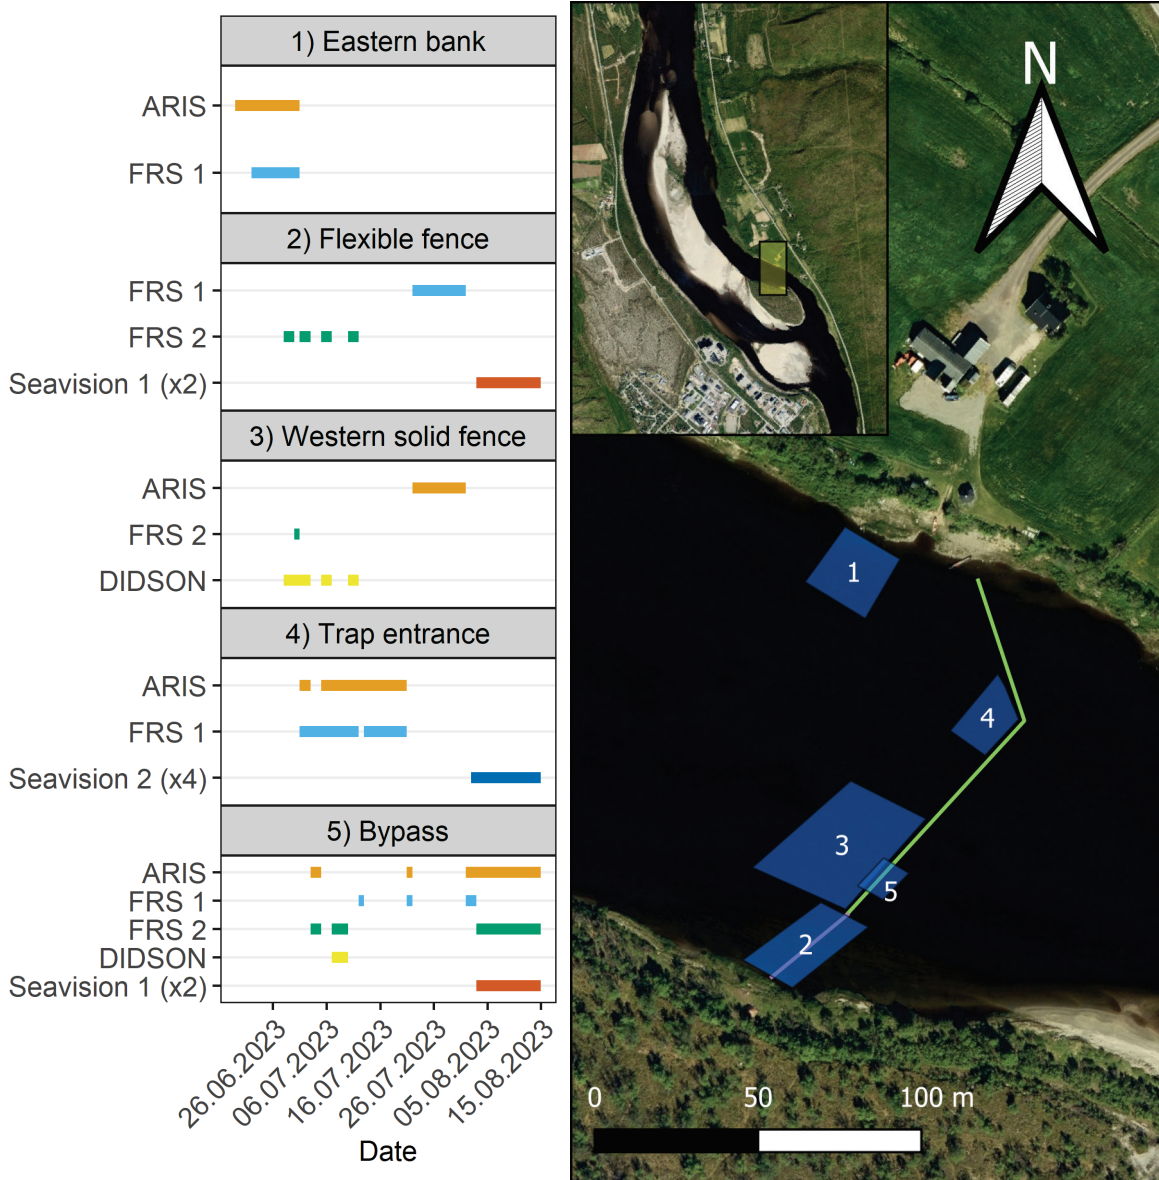 1) Eastern bank
ARIS
FRS 1
2) Flexible fence
FRS 1
FRS 2
Seavision 1 (x2)
3) Western solid fence
ARIS
FRS 2
DIDSON
4) Trap entrance
ARIS
FRS 1
Seavision 2 (x4)
5) Bypass
ARIS
FRS 1
FRS 2
DIDSON
Seavision 1 (x2)
26.06.2023
06.07.2023
16.07.2023
26.07.2023
05.08.2023
15.08.2023
Date
N
1
4
3
5
2
0 50 100 m